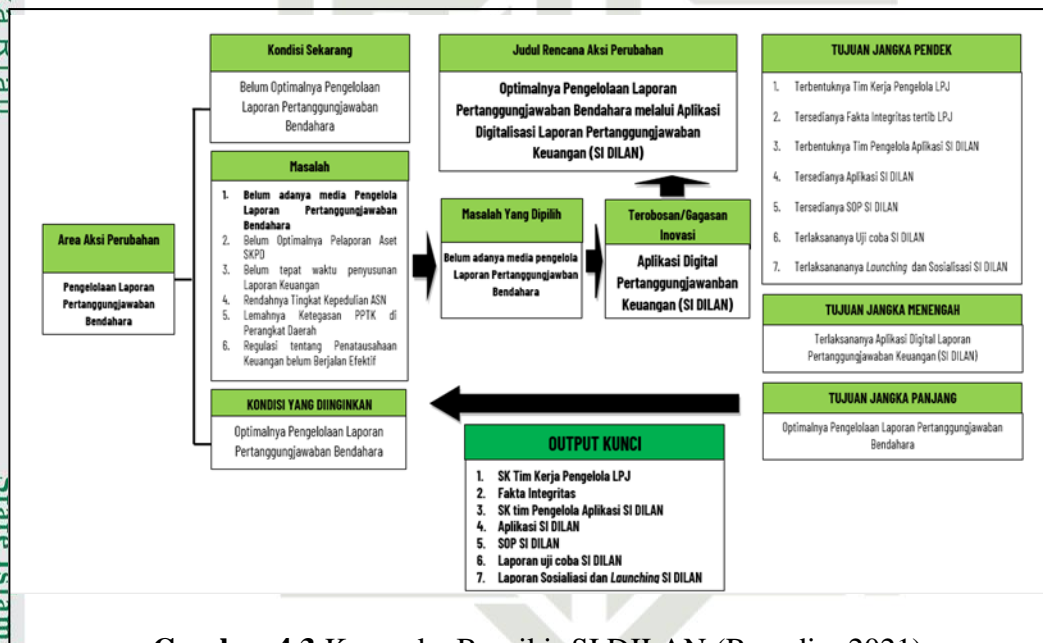 Kondisi Sekarang
Belum Optimalnya Pengelolaan
Laporan Pertanggungjawaban
Bendahara
Masalah
1. Belum adanya media Pengelola
Laporan Pertanggungjawaban
Bendahara
2. Belum Optimalnya Pelaporan Aset
SKPD
3. Belum tepat waktu penyusunan
Laporan Keuangan
4. Rendahnya Tingkat Kepedulian ASN
5. Lemahnya Ketegasan PPTK di
Perangkat Daerah
6. Regulasi tentang Penatausahaan
Keuangan belum Berjalan Efektif
Area Aksi Perubahan
Pengelolaan Laporan
Pertanggungjawaban
Bendahara
KONDISI YANG DIINGINKAN
Optimalnya Pengelolaan Laporan
Pertanggungjawaban Bendahara
Judul Rencana Aksi Perubahan
Optimalnya Pengelolaan Laporan
Pertanggungjawaban Bendahara melalui Aplikasi
Digitalisasi Laporan Pertanggungjawaban
Keuangan (SI DILAN)
Masalah Yang Dipilih
Belum adanya media pengelola
Laporan Pertanggungjawban
Bendahara
Terobosan/Gagasan
Inovasi
Aplikasi Digital
Pertanggungjawanban
Keuangan (SI DILAN)
TUJUAN JANGKA PENDEK
1. Terbentuknya Tim Kerja Pengelola LPJ
2. Tersedianya Fakta Integritas tertib LPJ
3. Terbentuknya Tim Pengelola Aplikasi SI DILAN
4. Tersedianya Aplikasi SI DILAN
5. Tersedianya SOP SI DILAN
6. Terlaksananya Uji coba SI DILAN
7. Terlaksanananya Launching dan Sosialisasi SI DILAN
TUJUAN JANGKA MENENGAH
Terlaksananya Aplikasi Digital Laporan
Pertanggungjawaban Keuangan (SI DILAN)
TUJUAN JANGKA PANJANG
Optimalnya Pengelolaan Laporan Pertanggungjawaban
Bendahara
OUTPUT KUNCI
1. SK Tim Kerja Pengelola LPJ
2. Fakta Integritas
3. SK tim Pengelola Aplikasi SI DILAN
4. Aplikasi SI DILAN
5. SOP SI DILAN
6. Laporan uji coba SI DILAN
7. Laporan Sosialiasi dan Launching SI DILAN